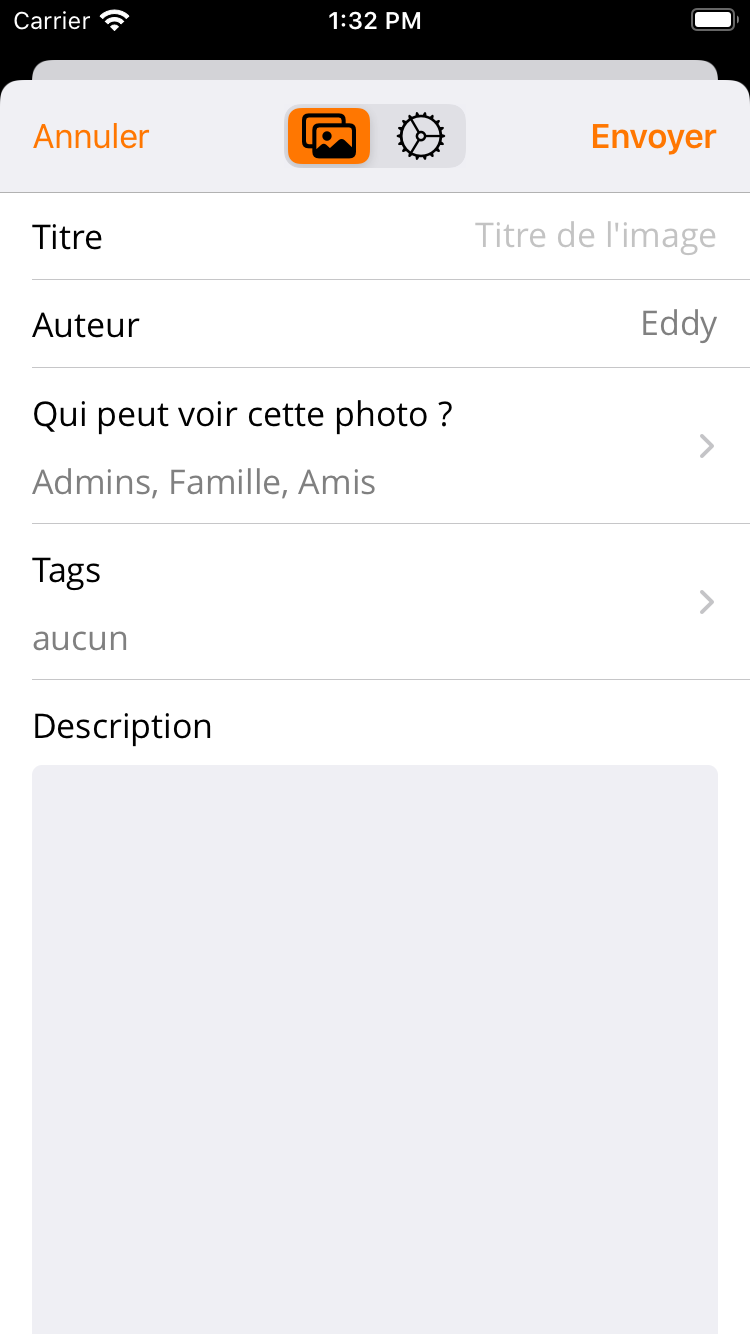 Carrier 1:32 PM
Annuler Envoyer
Titre Titre de l'image
Auteur Eddy
Qui peut voir cette photo ?
Admins, Famille, Amis
Tags
aucun
Description